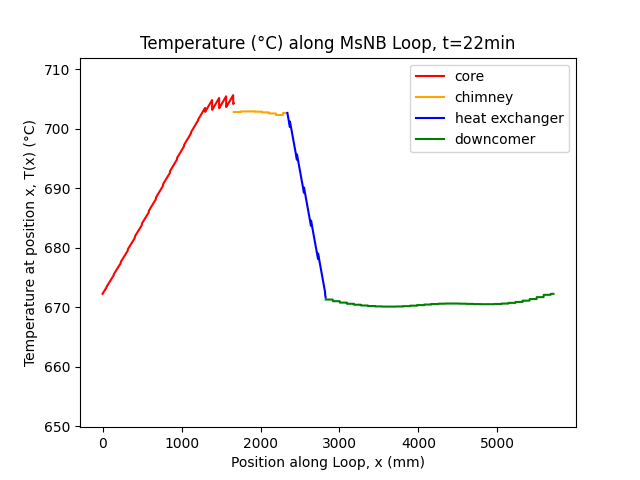 Temperature (°C) along MsNB Loop, t=22min
Temperature at position x, T(x) (°C)
710
700
690
680
670
660
650
core
chimney
heat exchanger
downcomer
0
1000
2000
3000
4000
5000
Position along Loop, x (mm)